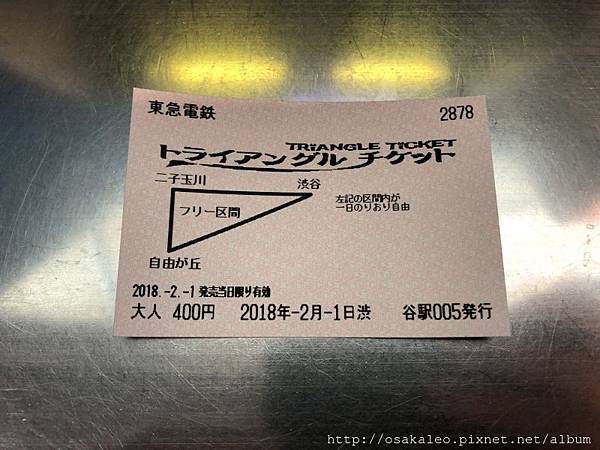 東急電鉄 2878
TRiANGLE TiCKET
トライアングル チケット
二子玉川 渋谷
フリー区間
左記の区間内が
一日のりおり自由
自由が丘
2018.-2.-1発売当日限り有効
大人 400円 2018年-2月-1日渋 谷駅005発行
http://osakaleo.pixnet.net/album